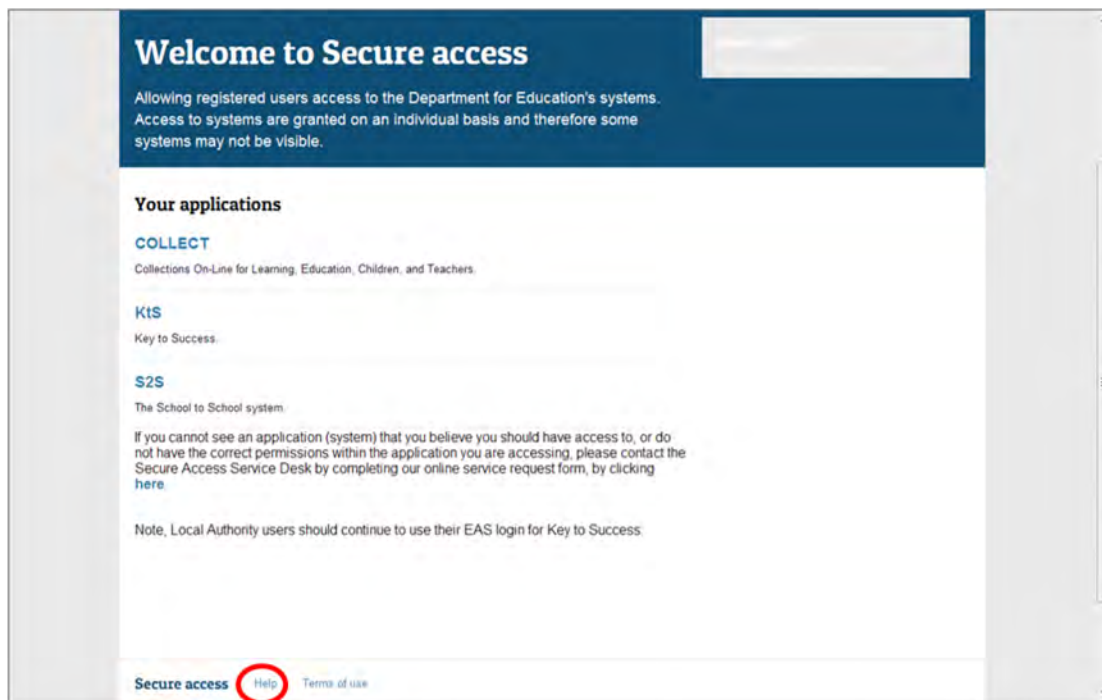 Welcome to Secure access
Allowing registered users access to the Department for Education's systems.
Access to systems are granted on an individual basis and therefore some
systems may not be visible.
Your applications
COLLECT
Collections On-Line for Learning, Education, Children, and Teachers.
KtS
Key to Success.
S2S
The School to School system.
If you cannot see an application (system) that you believe you should have access to, or do
not have the correct permissions within the application you are accessing, please contact the
Secure Access Service Desk by completing our online service request form, by clicking
here.
Note, Local Authority users should continue to use their EAS login for Key to Success.
Secure access Help Terms of use